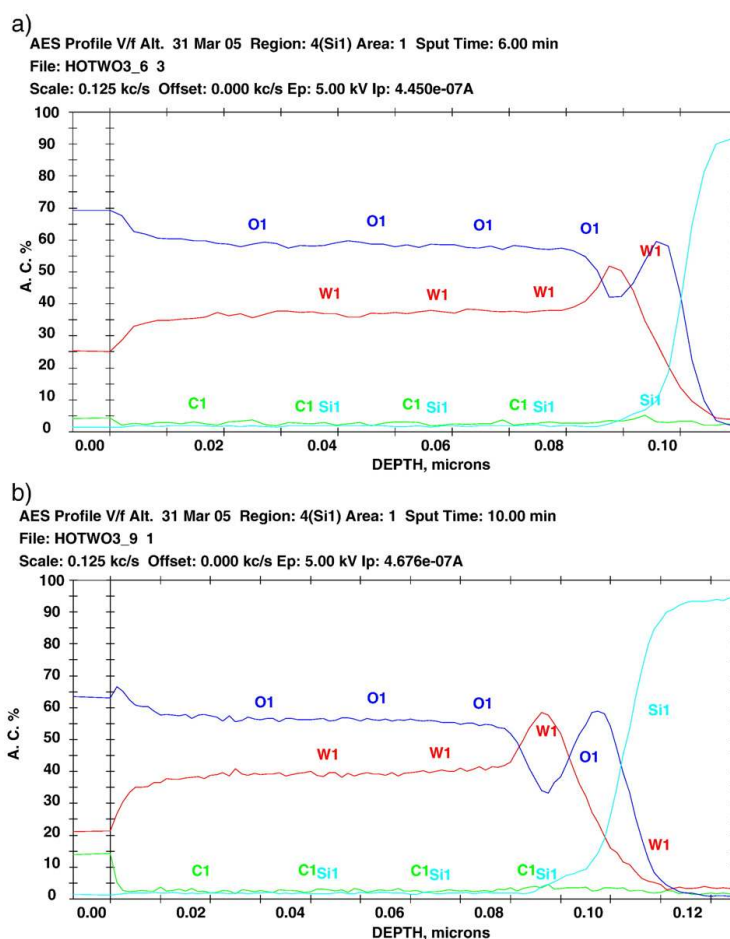 a)
AES Profile V/f Alt. 31 Mar 05 Region: 4(Si1) Area: 1 Sput Time: 6.00 min
File: HOTWO3_6 3
Scale: 0.125 kc/s Offset: 0.000 kc/s Ep: 5.00 kV Ip: 4.450e-07A
100
90
80
70
60
50
40
30
20
10
0
A. C. %
O1 O1 O1 O1 W1
W1 W1 W1
C1 C1 Si1 C1 Si1 C1 Si1 Si1
0.00 0.02 0.04 0.06 0.08 0.10
DEPTH, microns
b)
AES Profile V/f Alt. 31 Mar 05 Region: 4(Si1) Area: 1 Sput Time: 10.00 min
File: HOTWO3_9 1
Scale: 0.125 kc/s Offset: 0.000 kc/s Ep: 5.00 kV Ip: 4.676e-07A
100
90
80
70
60
50
40
30
20
10
0
A. C. %
O1 O1 O1 Si1
W1 W1 W1 O1
W1
C1 C1 Si1 C1 Si1 C1 Si1
0.00 0.02 0.04 0.06 0.08 0.10 0.12
DEPTH, microns